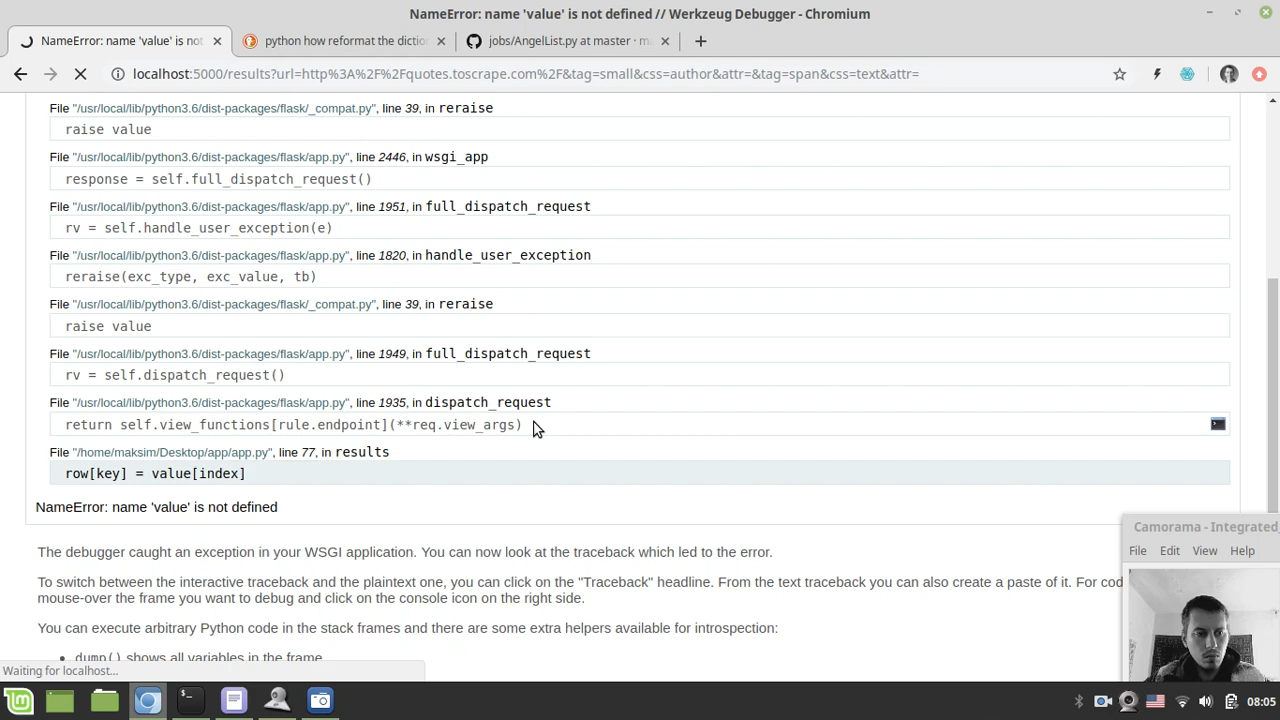 NameError: name 'value' is not defined // Werkzeug Debugger - Chromium
NameError: name 'value' is not
python how reformat the dictio
jobs/AngelList.py at master · m
localhost:5000/results?url=http%3A%2F%2Fquotes.toscrape.com%2F&tag=small&css=author&attr=&tag=span&css=text&attr=
File "/usr/local/lib/python3.6/dist-packages/flask/_compat.py", line 39, in reraise
raise value
File "/usr/local/lib/python3.6/dist-packages/flask/app.py", line 2446, in wsgi_app
response = self.full_dispatch_request()
File "/usr/local/lib/python3.6/dist-packages/flask/app.py", line 1951, in full_dispatch_request
rv = self.handle_user_exception(e)
File "/usr/local/lib/python3.6/dist-packages/flask/app.py", line 1820, in handle_user_exception
reraise(exc_type, exc_value, tb)
File "/usr/local/lib/python3.6/dist-packages/flask/_compat.py", line 39, in reraise
raise value
File "/usr/local/lib/python3.6/dist-packages/flask/app.py", line 1949, in full_dispatch_request
rv = self.dispatch_request()
File "/usr/local/lib/python3.6/dist-packages/flask/app.py", line 1935, in dispatch_request
return self.view_functions[rule.endpoint](**req.view_args)
File "/home/maksim/Desktop/app/app.py", line 77, in results
row[key] = value[index]
NameError: name 'value' is not defined
The debugger caught an exception in your WSGI application. You can now look at the traceback which led to the error.
To switch between the interactive traceback and the plaintext one, you can click on the "Traceback" headline. From the text traceback you can also create a paste of it. For cod
mouse-over the frame you want to debug and click on the console icon on the right side.
You can execute arbitrary Python code in the stack frames and there are some extra helpers available for introspection:
• dump() shows all variables in the frame
Waiting for localhost...
Camorama - Integrated
File Edit View Help
08:05